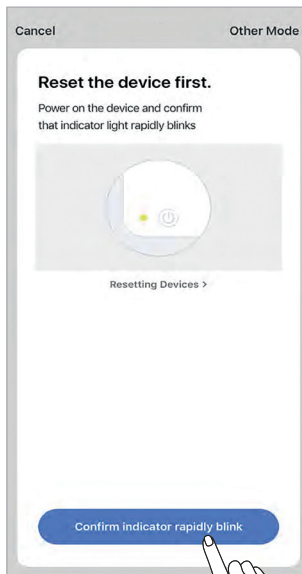 Cancel
Other Mode
Reset the device first.
Power on the device and confirm
that indicator light rapidly blinks
Resetting Devices >
Confirm indicator rapidly blink